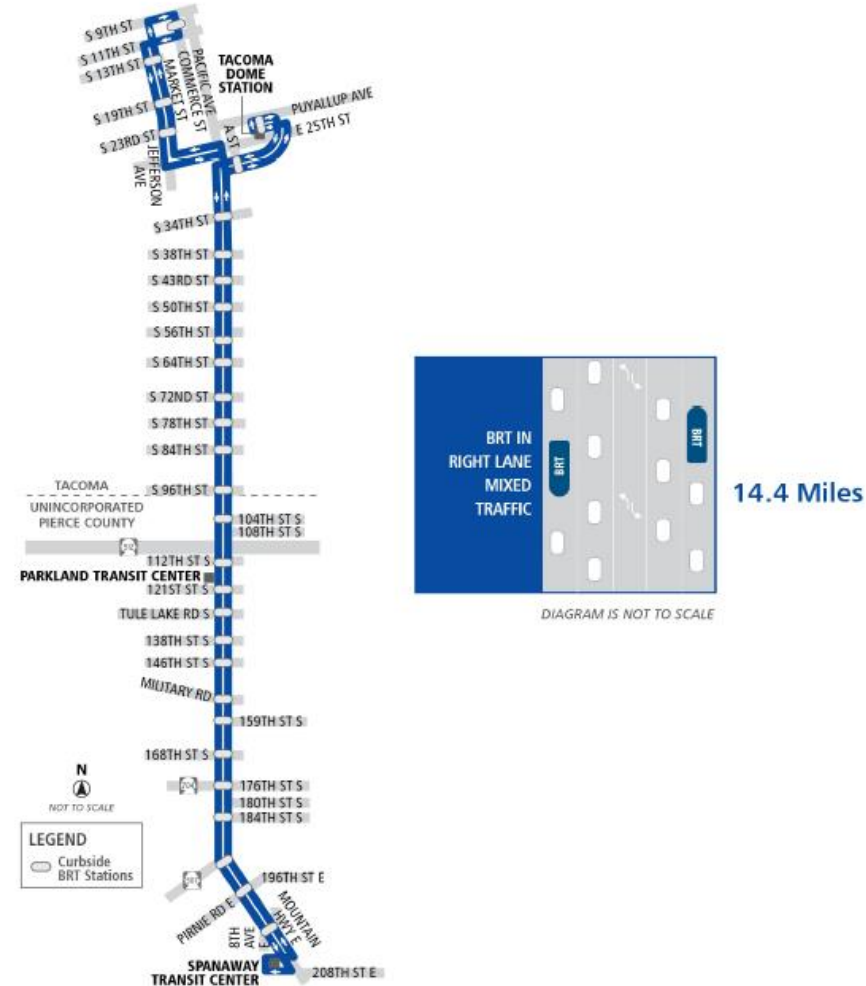 S 9TH ST
S 11TH ST
S 13TH ST
MARKET ST
COMMERCE ST
PACIFIC AVE
TACOMA
DOME
STATION
PUYALLUP AVE
S 19TH ST
A ST
E 25TH ST
S 23RD ST
JEFFERSON
AVE
S 34TH ST
S 38TH ST
S 43RD ST
S 50TH ST
S 56TH ST
S 64TH ST
S 72ND ST
S 78TH ST
S 84TH ST
TACOMA
S 96TH ST
UNINCORPORATED
PIERCE COUNTY
104TH ST S
108TH ST S
112TH ST S
PARKLAND TRANSIT CENTER
121ST ST S
TULE LAKE RD S
138TH ST S
146TH ST S
MILITARY RD
159TH ST S
168TH ST S
176TH ST S
180TH ST S
184TH ST S
N
NOT TO SCALE
LEGEND
Curbside
BRT Stations
196TH ST E
PIRNIE RD E
8TH
AVE
E
MOUNTAIN
HWY E
SPANAWAY
TRANSIT CENTER
208TH ST E
BRT IN
RIGHT LANE
MIXED
TRAFFIC
BRT
BRT
14.4 Miles
DIAGRAM IS NOT TO SCALE